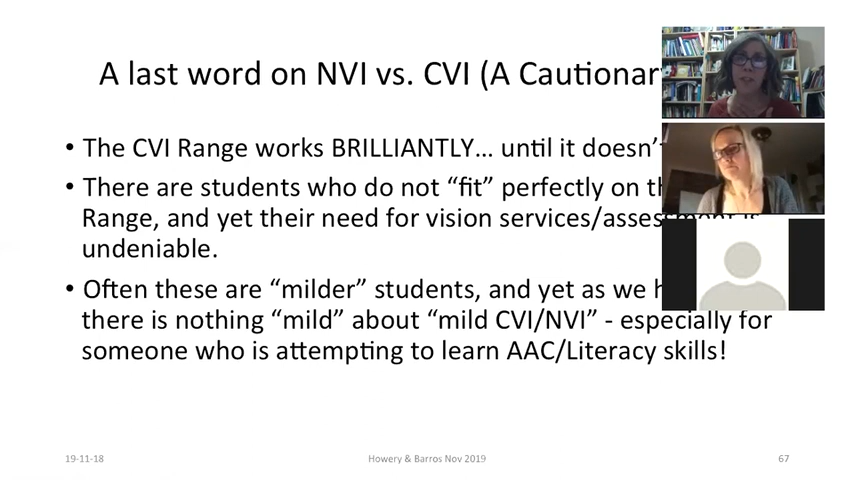 A last word on NVI vs. CVI (A Cautionar
• The CVI Range works BRILLIANTLY... until it doesn't
• There are students who do not “fit” perfectly on th
Range, and yet their need for vision services/assessment is
undeniable.
• Often these are “milder” students, and yet as we h
there is nothing “mild” about “mild CVI/NVI” - especially for
someone who is attempting to learn AAC/Literacy skills!
19-11-18
Howery & Barros Nov 2019
67